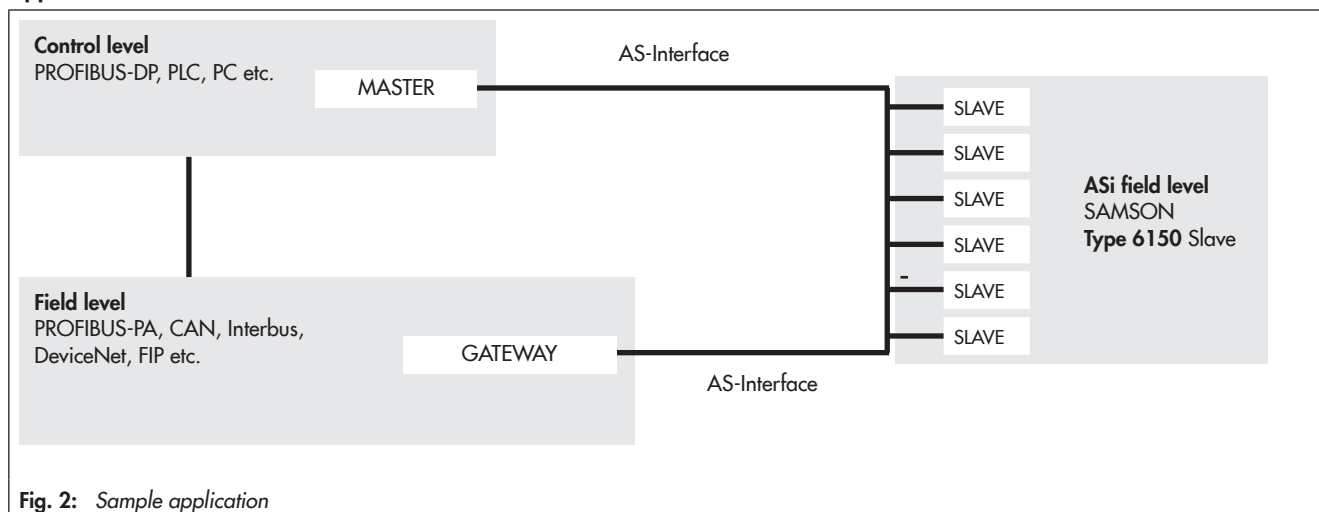 Control level
PROFIBUS-DP, PLC, PC etc.
MASTER
AS-Interface
SLAVE
SLAVE
SLAVE
SLAVE
-
SLAVE
SLAVE
ASi field level
SAMSON
Type 6150 Slave
Field level
PROFIBUS-PA, CAN, Interbus,
DeviceNet, FIP etc.
GATEWAY
AS-Interface
Fig. 2: Sample application